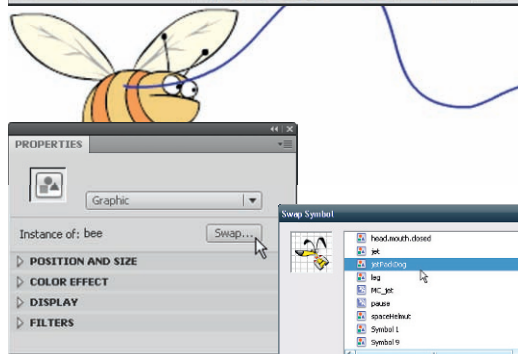 PROPERTIES
Graphic
Instance of: bee
Swap...
POSITION AND SIZE
COLOR EFFECT
DISPLAY
FILTERS
Swap Symbol
head.mouth.closed
jet
jetPackDog
leg
MC_jet
pause
spaceHelmut
Symbol 1
Symbol 9